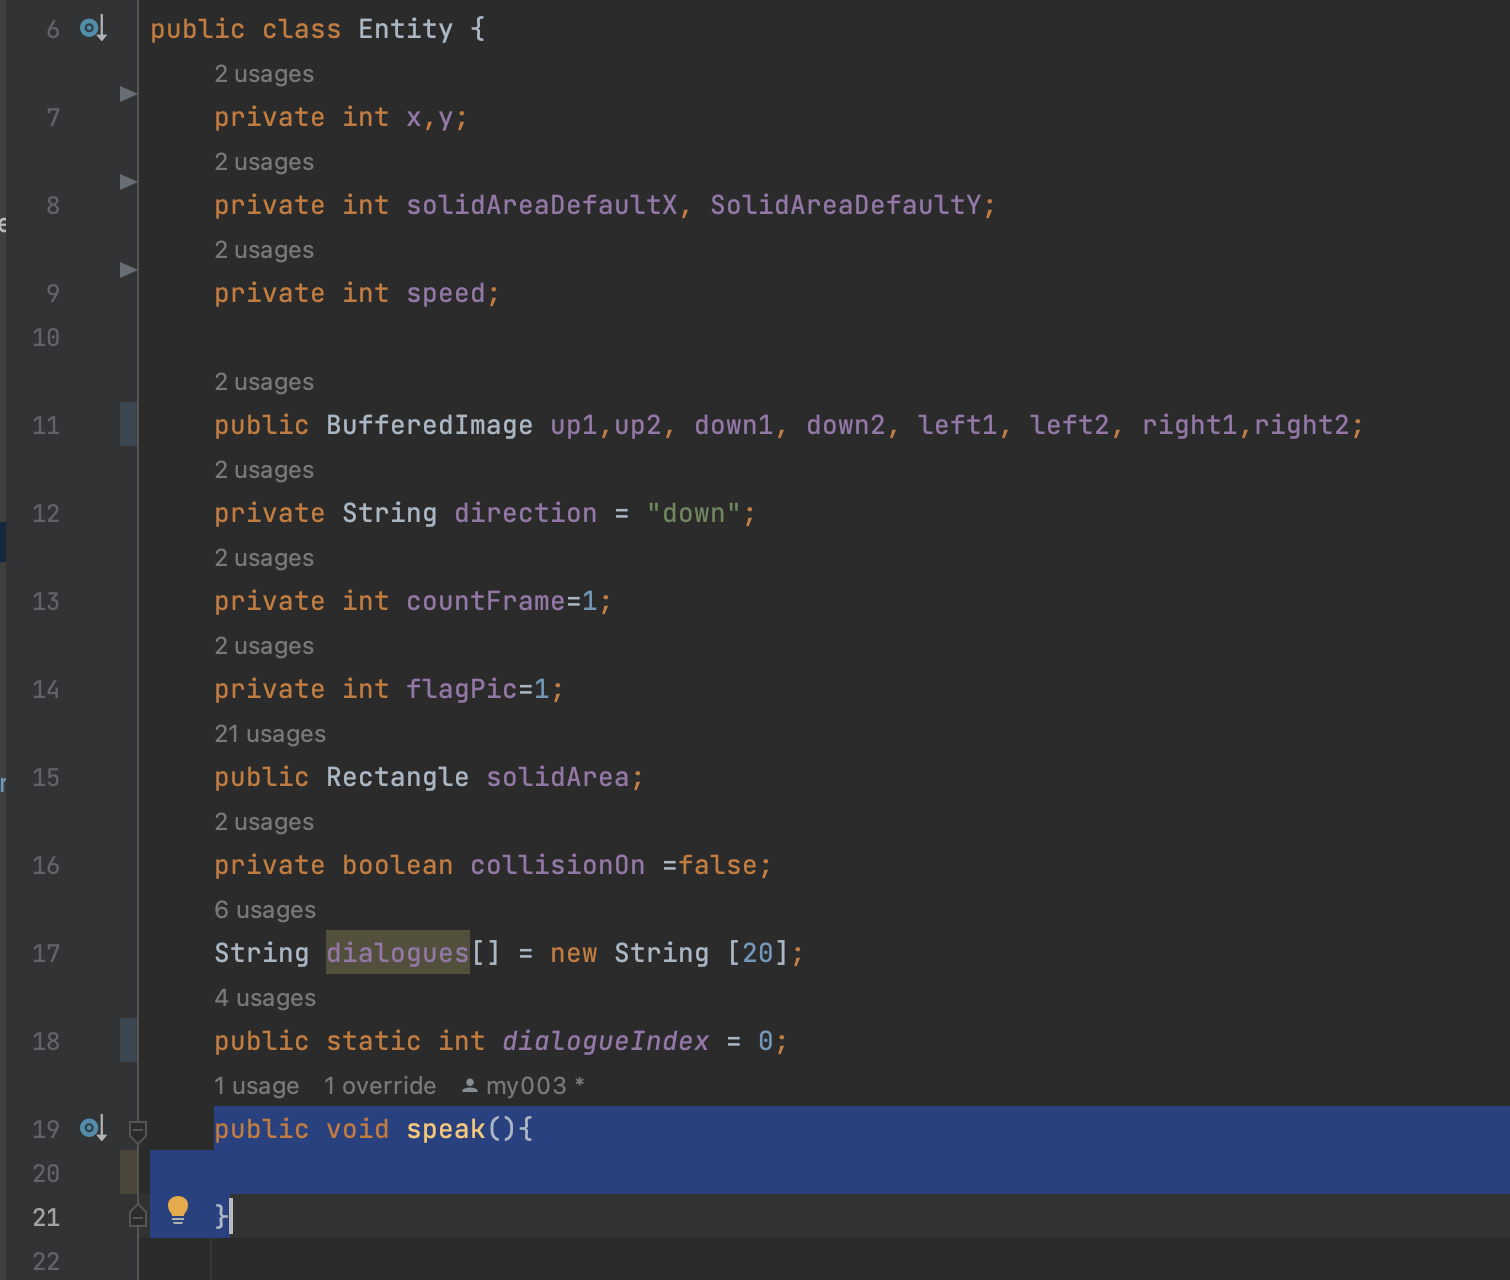 6 public class Entity {
2 usages
7 private int x,y;
2 usages
8 private int solidAreaDefaultX, SolidAreaDefaultY;
2 usages
9 private int speed;
10
2 usages
11 public BufferedImage up1,up2, down1, down2, left1, left2, right1,right2;
2 usages
12 private String direction = "down";
2 usages
13 private int countFrame=1;
2 usages
14 private int flagPic=1;
21 usages
15 public Rectangle solidArea;
2 usages
16 private boolean collisionOn =false;
6 usages
17 String dialogues[] = new String [20];
4 usages
18 public static int dialogueIndex = 0;
1 usage 1 override my003 *
19 public void speak(){
20
21 }
22